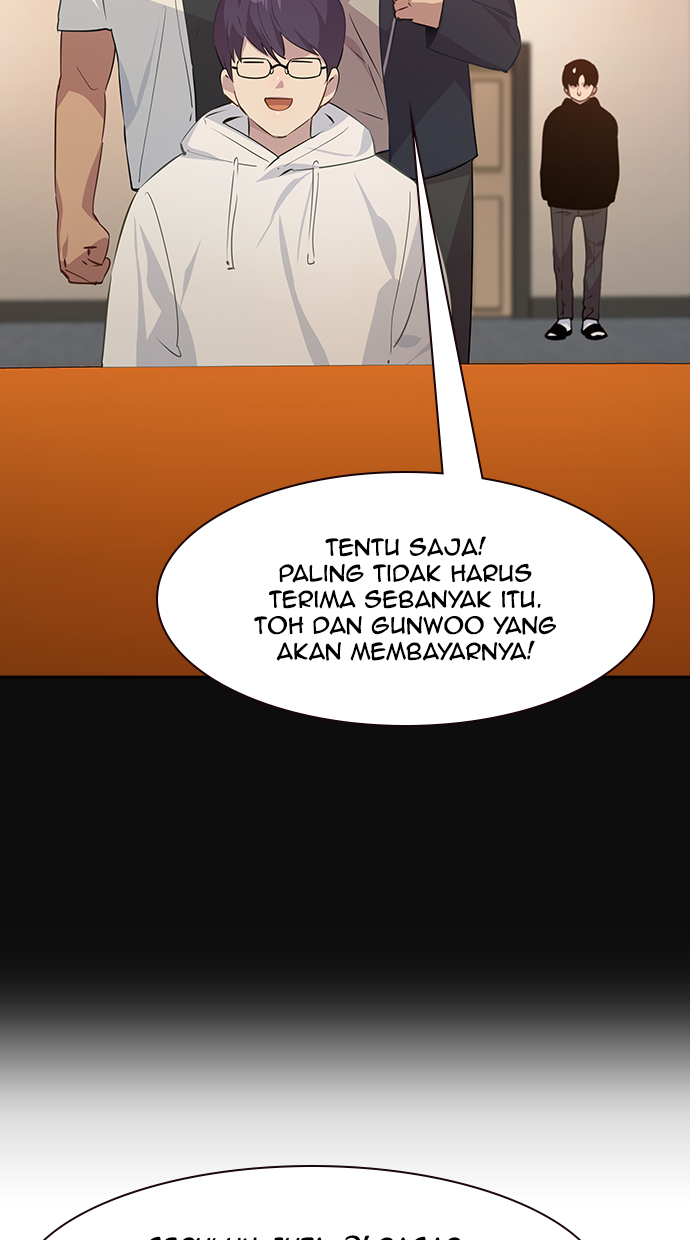 TENTU SAJA!
PALING TIDAK HARUS
TERIMA SEBANYAK ITU.
TOH DAN GUNWOO YANG
AKAN MEMBAYARNYA!